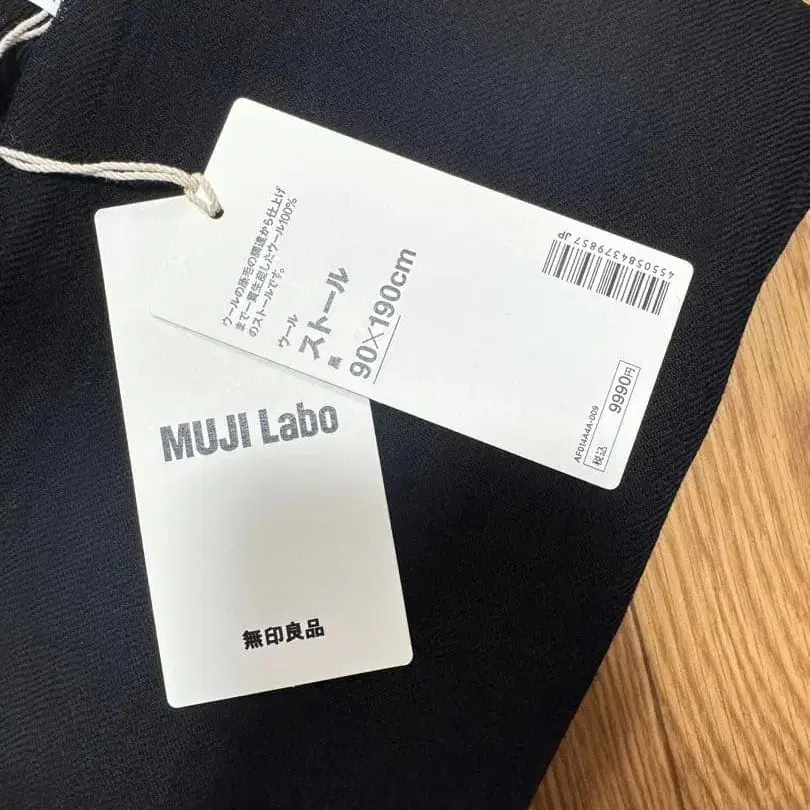 ウールの原毛の調達から仕上げ
まで一貫生産したウール100%
のストールです。
ウール
ストール
黒
90×190cm
4550584379857 JP
AF014A4A-009
税込 9990円
MUJI Labo
無印良品